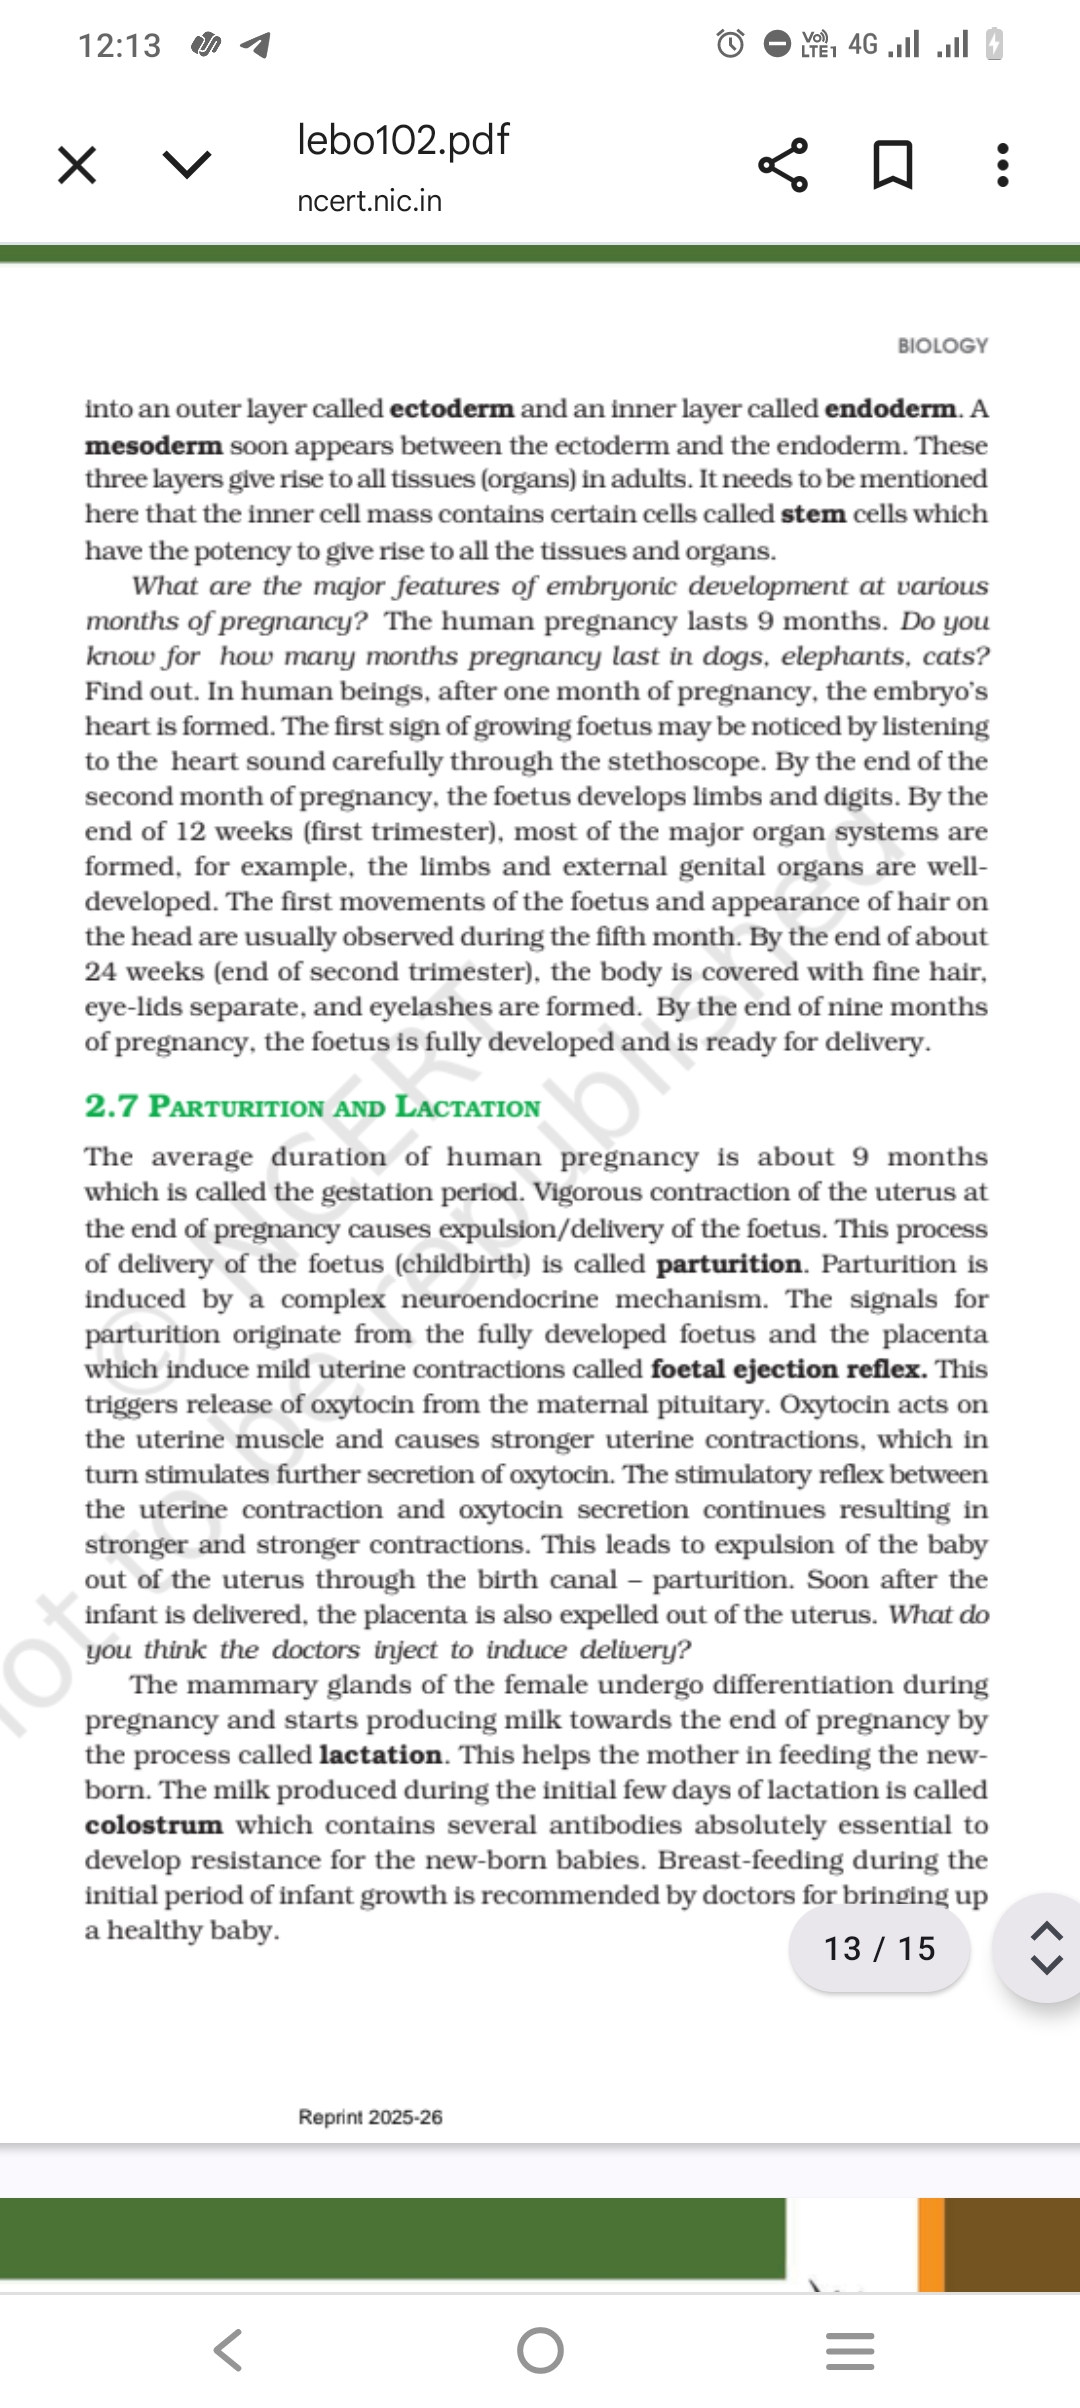 12:13
Vo)) LTE1 4G
lebo102.pdf
ncert.nic.in
BIOLOGY
into an outer layer called ectoderm and an inner layer called endoderm. A
mesoderm soon appears between the ectoderm and the endoderm. These
three layers give rise to all tissues (organs) in adults. It needs to be mentioned
here that the inner cell mass contains certain cells called stem cells which
have the potency to give rise to all the tissues and organs.
What are the major features of embryonic development at various
months of pregnancy? The human pregnancy lasts 9 months. Do you
know for how many months pregnancy last in dogs, elephants, cats?
Find out. In human beings, after one month of pregnancy, the embryo's
heart is formed. The first sign of growing foetus may be noticed by listening
to the heart sound carefully through the stethoscope. By the end of the
second month of pregnancy, the foetus develops limbs and digits. By the
end of 12 weeks (first trimester), most of the major organ systems are
formed, for example, the limbs and external genital organs are well-
developed. The first movements of the foetus and appearance of hair on
the head are usually observed during the fifth month. By the end of about
24 weeks (end of second trimester), the body is covered with fine hair,
eye-lids separate, and eyelashes are formed. By the end of nine months
of pregnancy, the foetus is fully developed and is ready for delivery.
2.7 PARTURITION AND LACTATION
The average duration of human pregnancy is about 9 months
which is called the gestation period. Vigorous contraction of the uterus at
the end of pregnancy causes expulsion/delivery of the foetus. This process
of delivery of the foetus (childbirth) is called parturition. Parturition is
induced by a complex neuroendocrine mechanism. The signals for
parturition originate from the fully developed foetus and the placenta
which induce mild uterine contractions called foetal ejection reflex. This
triggers release of oxytocin from the maternal pituitary. Oxytocin acts on
the uterine muscle and causes stronger uterine contractions, which in
turn stimulates further secretion of oxytocin. The stimulatory reflex between
the uterine contraction and oxytocin secretion continues resulting in
stronger and stronger contractions. This leads to expulsion of the baby
out of the uterus through the birth canal – parturition. Soon after the
infant is delivered, the placenta is also expelled out of the uterus. What do
you think the doctors inject to induce delivery?
The mammary glands of the female undergo differentiation during
pregnancy and starts producing milk towards the end of pregnancy by
the process called lactation. This helps the mother in feeding the new-
born. The milk produced during the initial few days of lactation is called
colostrum which contains several antibodies absolutely essential to
develop resistance for the new-born babies. Breast-feeding during the
initial period of infant growth is recommended by doctors for bringing up
a healthy baby.
13 / 15
Reprint 2025-26
© NCERT
not to be republished